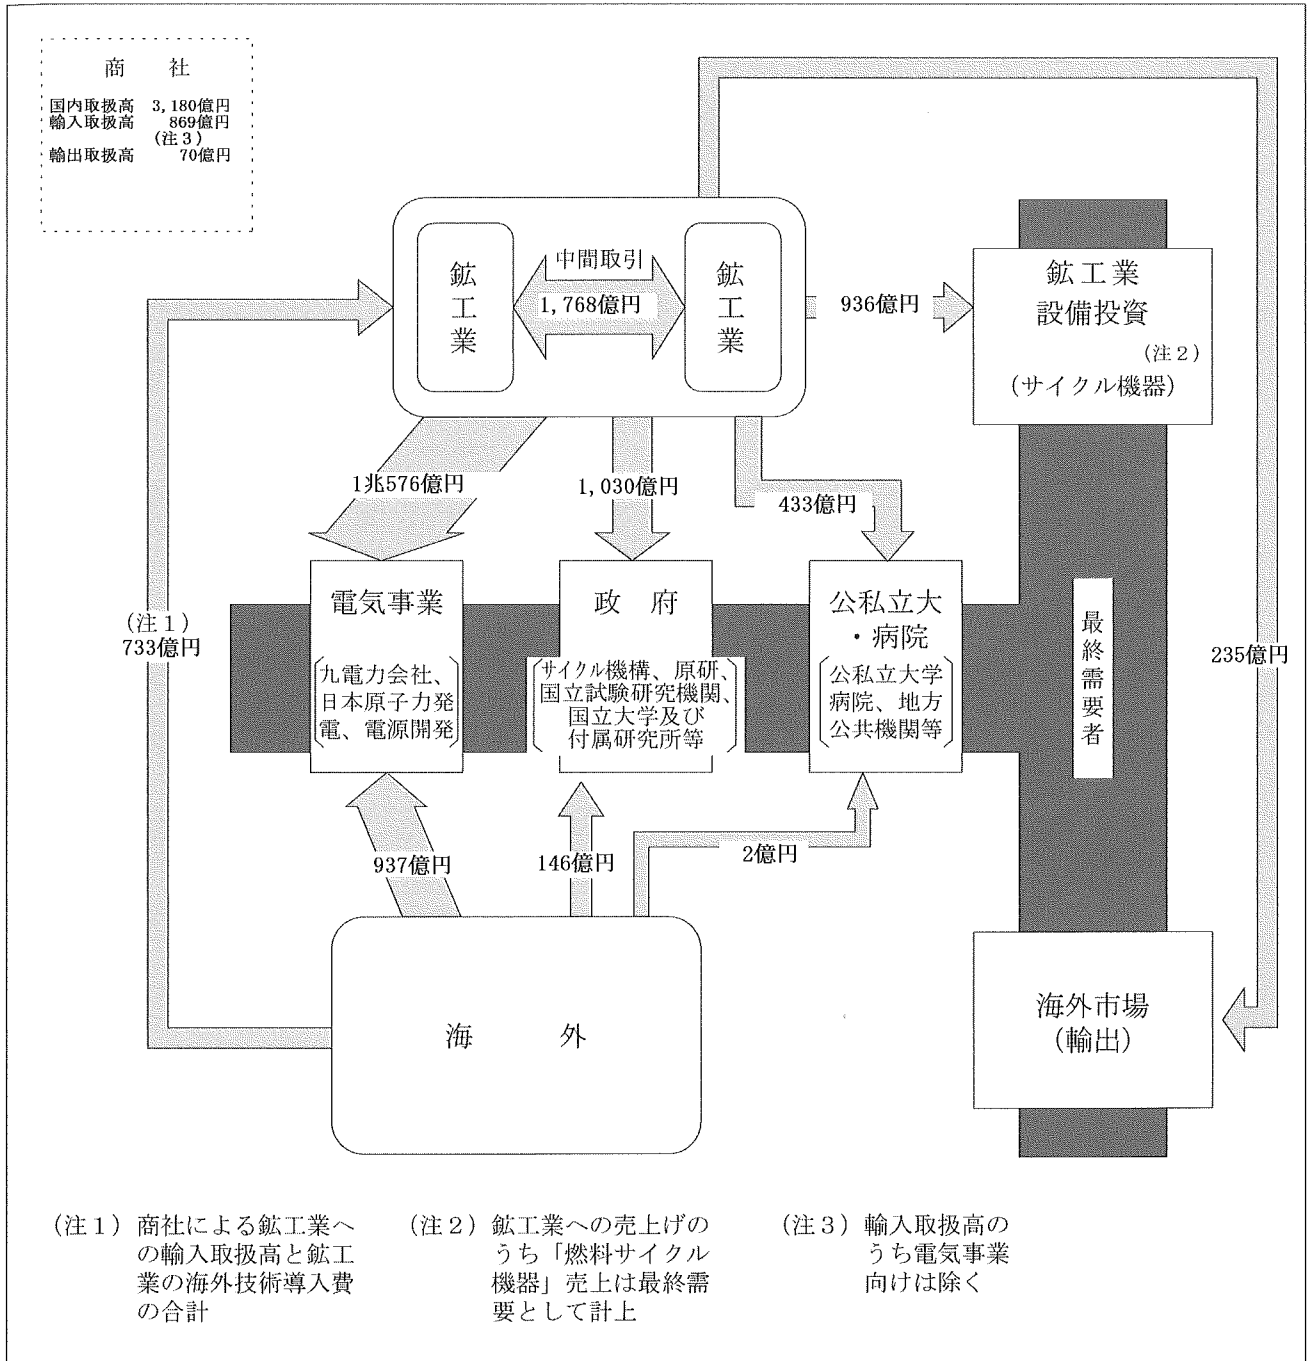 商　社
国内取扱高 3,180億円
輸入取扱高 869億円
(注３)
輸出取扱高 70億円
鉱工業
中間取引
1,768億円
鉱工業
936億円
鉱工業
設備投資
(注２)
(サイクル機器)
1兆576億円
1,030億円
433億円
(注１)
733億円
電気事業
九電力会社、
日本原子力発
電、電源開発
政　府
サイクル機構、原研、
国立試験研究機関、
国立大学及び
付属研究所等
公私立大
・病院
公私立大学
病院、地方
公共機関等
最終需要者
235億円
937億円
146億円
2億円
海　外
海外市場
(輸出)
(注１) 商社による鉱工業へ
の輸入取扱高と鉱工
業の海外技術導入費
の合計
(注２) 鉱工業への売上げの
うち「燃料サイクル
機器」売上は最終需
要として計上
(注３) 輸入取扱高の
うち電気事業
向けは除く